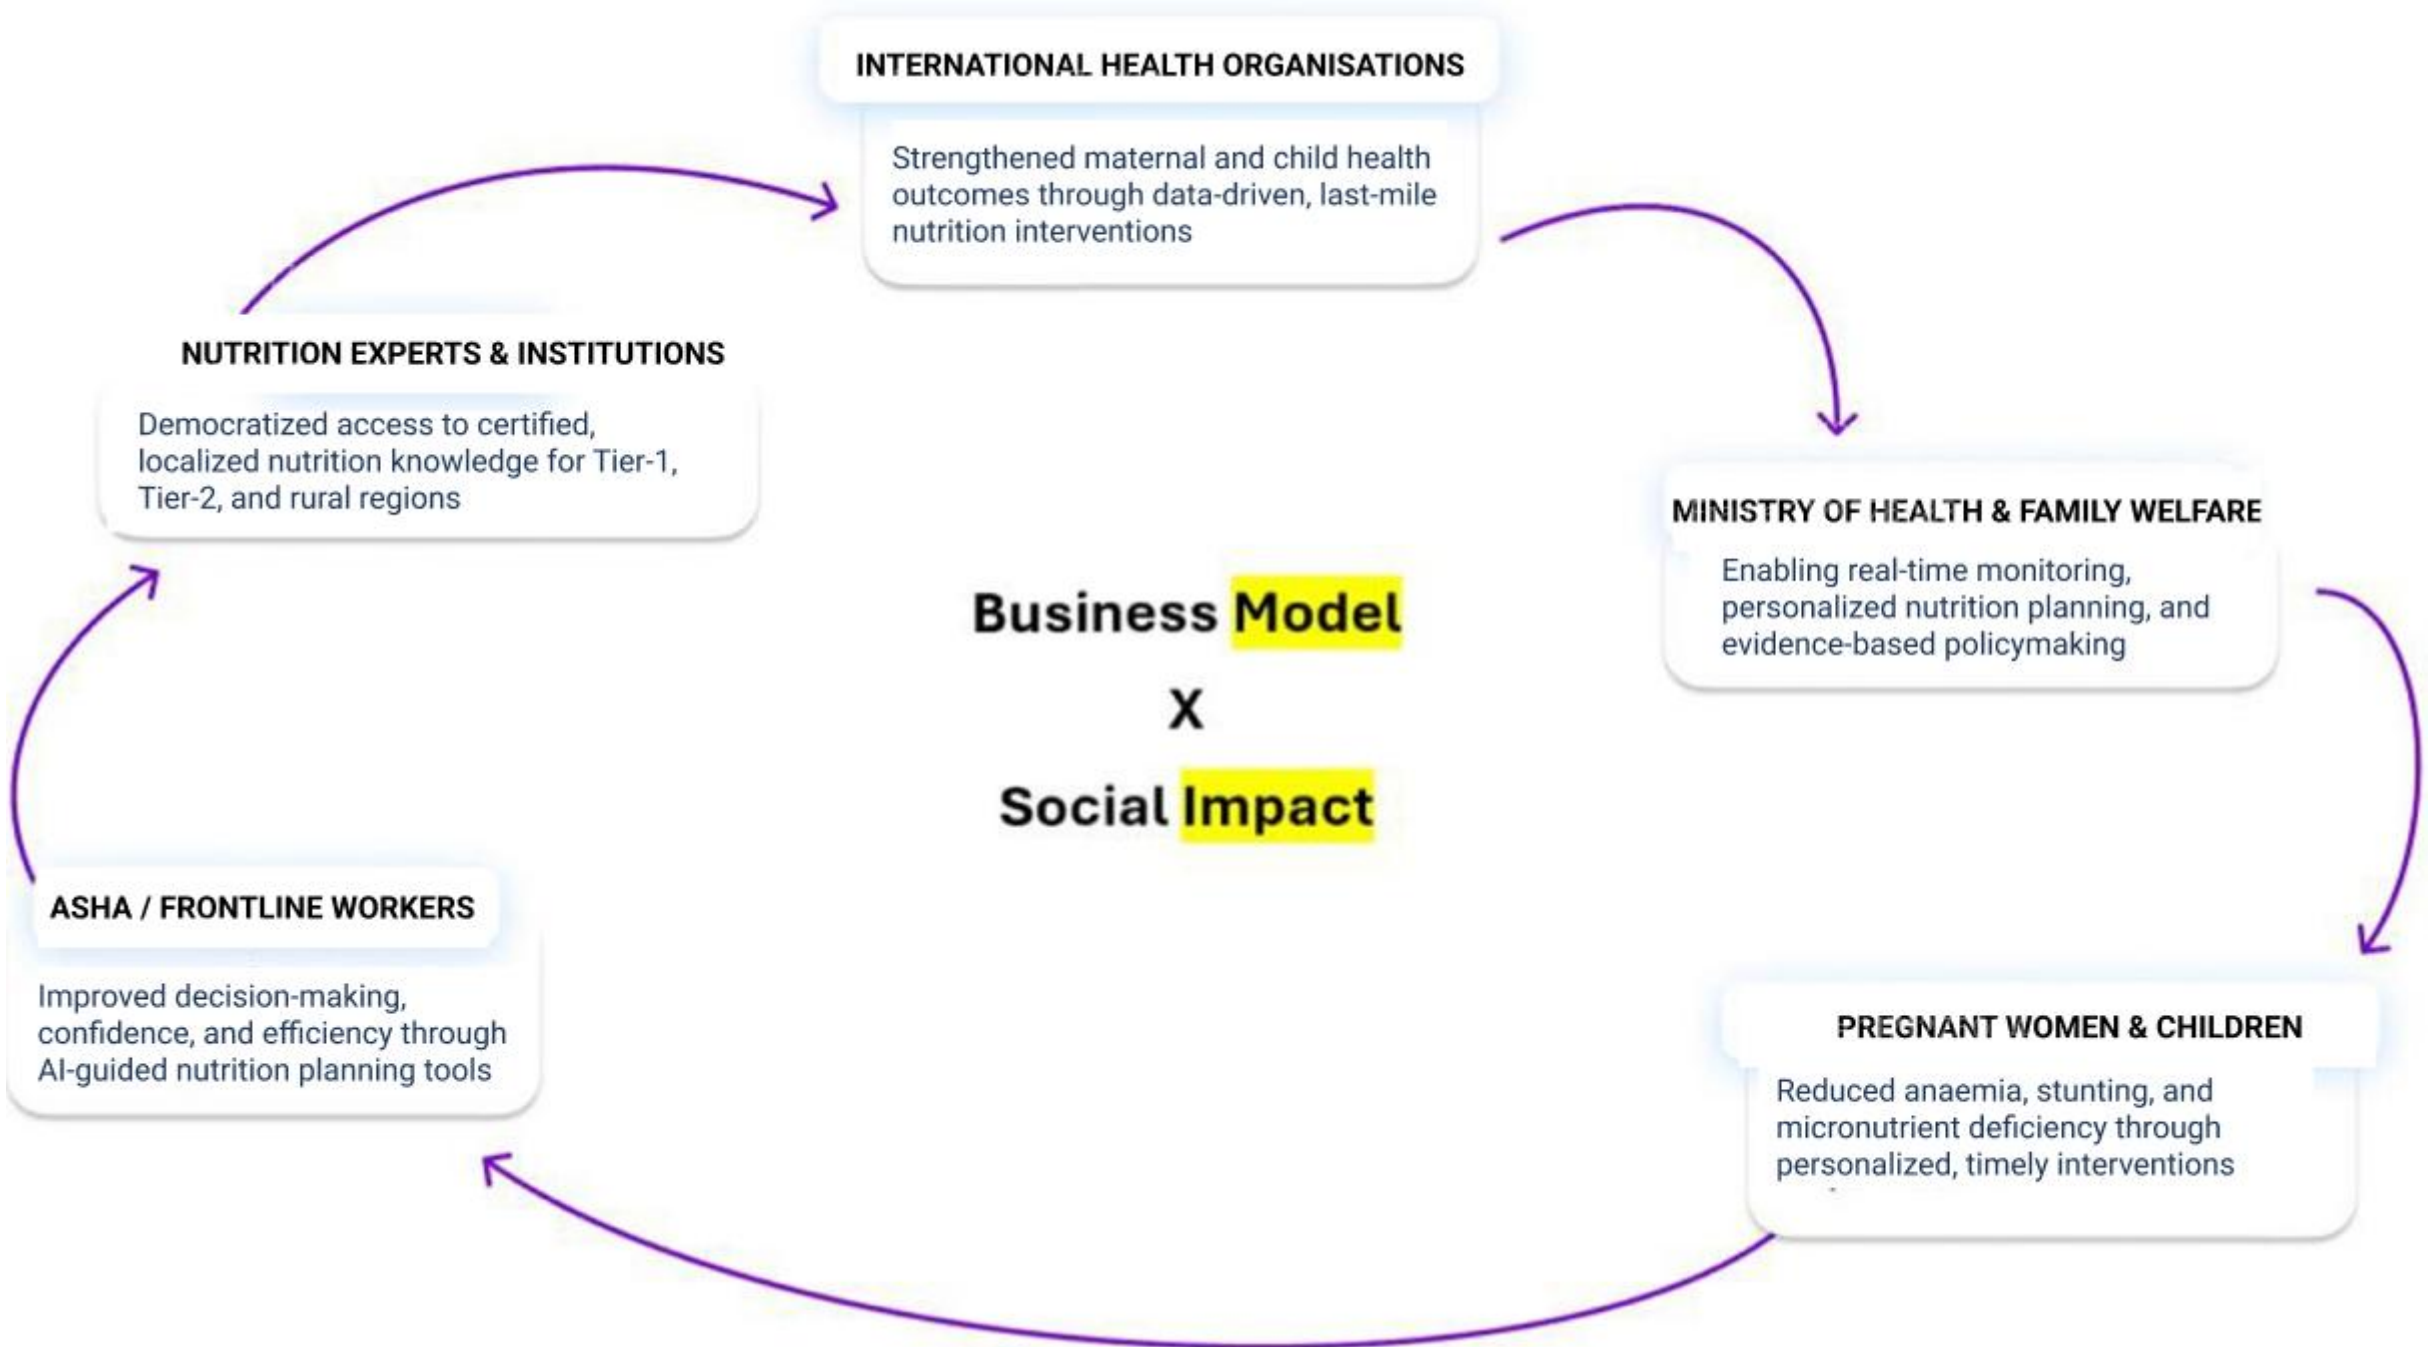 INTERNATIONAL HEALTH ORGANISATIONS
Strengthened maternal and child health
outcomes through data-driven, last-mile
nutrition interventions
NUTRITION EXPERTS & INSTITUTIONS
Democratized access to certified,
localized nutrition knowledge for Tier-1,
Tier-2, and rural regions
MINISTRY OF HEALTH & FAMILY WELFARE
Enabling real-time monitoring,
personalized nutrition planning, and
evidence-based policymaking
Business Model
X
Social Impact
ASHA / FRONTLINE WORKERS
Improved decision-making,
confidence, and efficiency through
AI-guided nutrition planning tools
PREGNANT WOMEN & CHILDREN
Reduced anaemia, stunting, and
micronutrient deficiency through
personalized, timely interventions